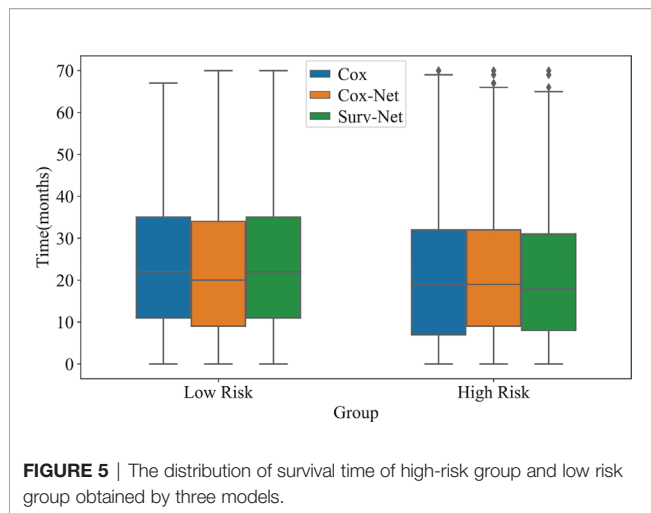 70
60
50
40
30
20
10
0
Time(months)
Cox
Cox-Net
Surv-Net
Low Risk
High Risk
Group
FIGURE 5 | The distribution of survival time of high-risk group and low risk
group obtained by three models.